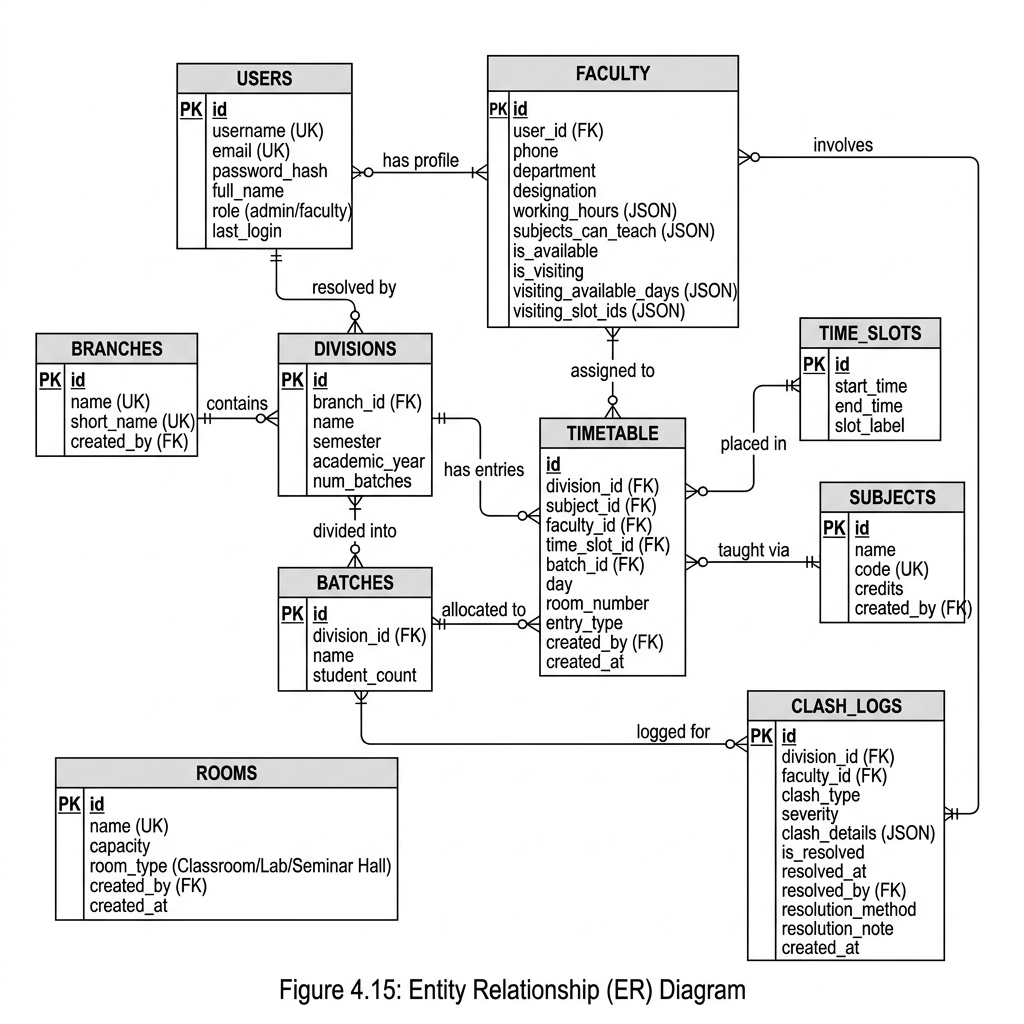 USERS
PK id
username (UK)
email (UK)
password_hash
full_name
role (admin/faculty)
last_login
has profile
FACULTY
PK id
user_id (FK)
phone
department
designation
working_hours (JSON)
subjects_can_teach (JSON)
is_available
is_visiting
visiting_available_days (JSON)
visiting_slot_ids (JSON)
involves
resolved by
BRANCHES
PK id
name (UK)
short_name (UK)
created_by (FK)
contains
DIVISIONS
PK id
branch_id (FK)
name
semester
academic_year
num_batches
has entries
assigned to
TIME_SLOTS
PK id
start_time
end_time
slot_label
placed in
TIMETABLE
id
division_id (FK)
subject_id (FK)
faculty_id (FK)
time_slot_id (FK)
batch_id (FK)
day
room_number
entry_type
created_by (FK)
created_at
taught via
SUBJECTS
PK id
name
code (UK)
credits
created_by (FK)
divided into
BATCHES
PK id
division_id (FK)
name
student_count
allocated to
logged for
CLASH_LOGS
PK id
division_id (FK)
faculty_id (FK)
clash_type
severity
clash_details (JSON)
is_resolved
resolved_at
resolved_by (FK)
resolution_method
resolution_note
created_at
ROOMS
PK id
name (UK)
capacity
room_type (Classroom/Lab/Seminar Hall)
created_by (FK)
created_at
Figure 4.15: Entity Relationship (ER) Diagram